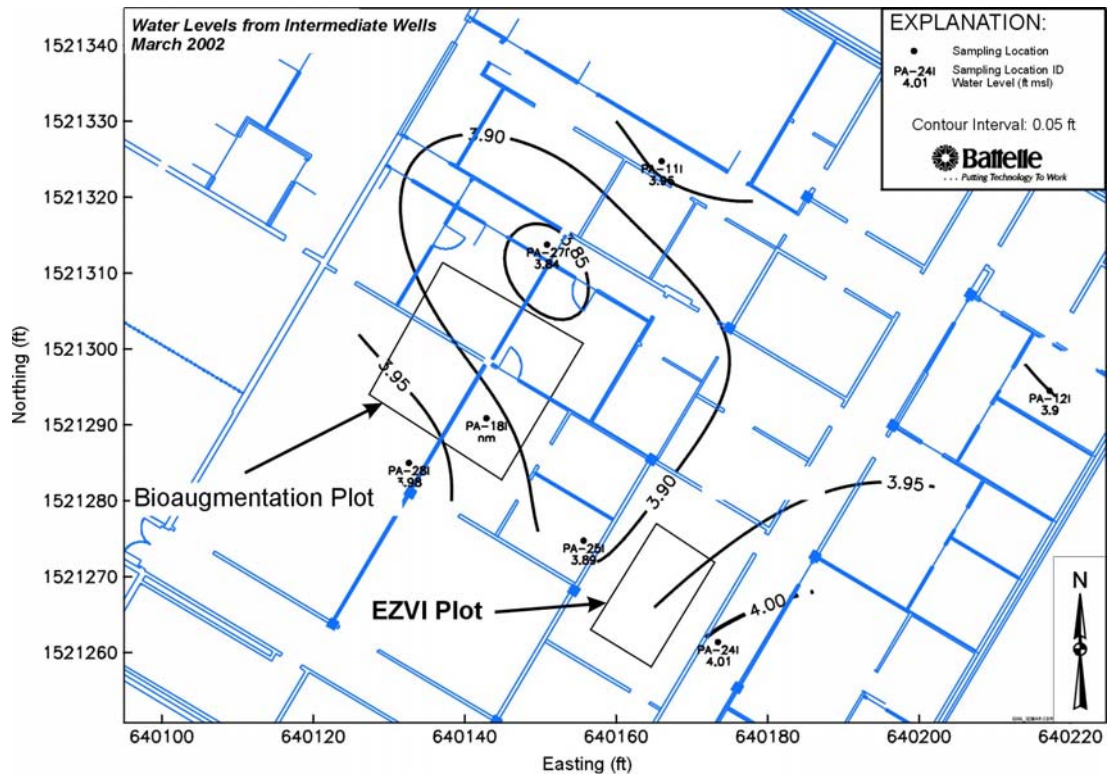 Water Levels from Intermediate Wells
March 2002
EXPLANATION:
Sampling Location
PA-24I
4.01
Sampling Location ID
Water Level (ft msl)
Contour Interval: 0.05 ft
Battelle
... Putting Technology To Work
1521340
1521330
1521320
1521310
1521300
1521290
1521280
1521270
1521260
Northing (ft)
3.90
PA-11I
3.96
3.85
PA-27I
3.84
3.95
PA-18I
nm
PA-28I
3.98
PA-12I
3.9
Bioaugmentation Plot
3.90
3.95
PA-25I
3.89
EZVI Plot
4.00
PA-24I
4.01
N
640100
640120
640140
640160
640180
640200
640220
Easting (ft)